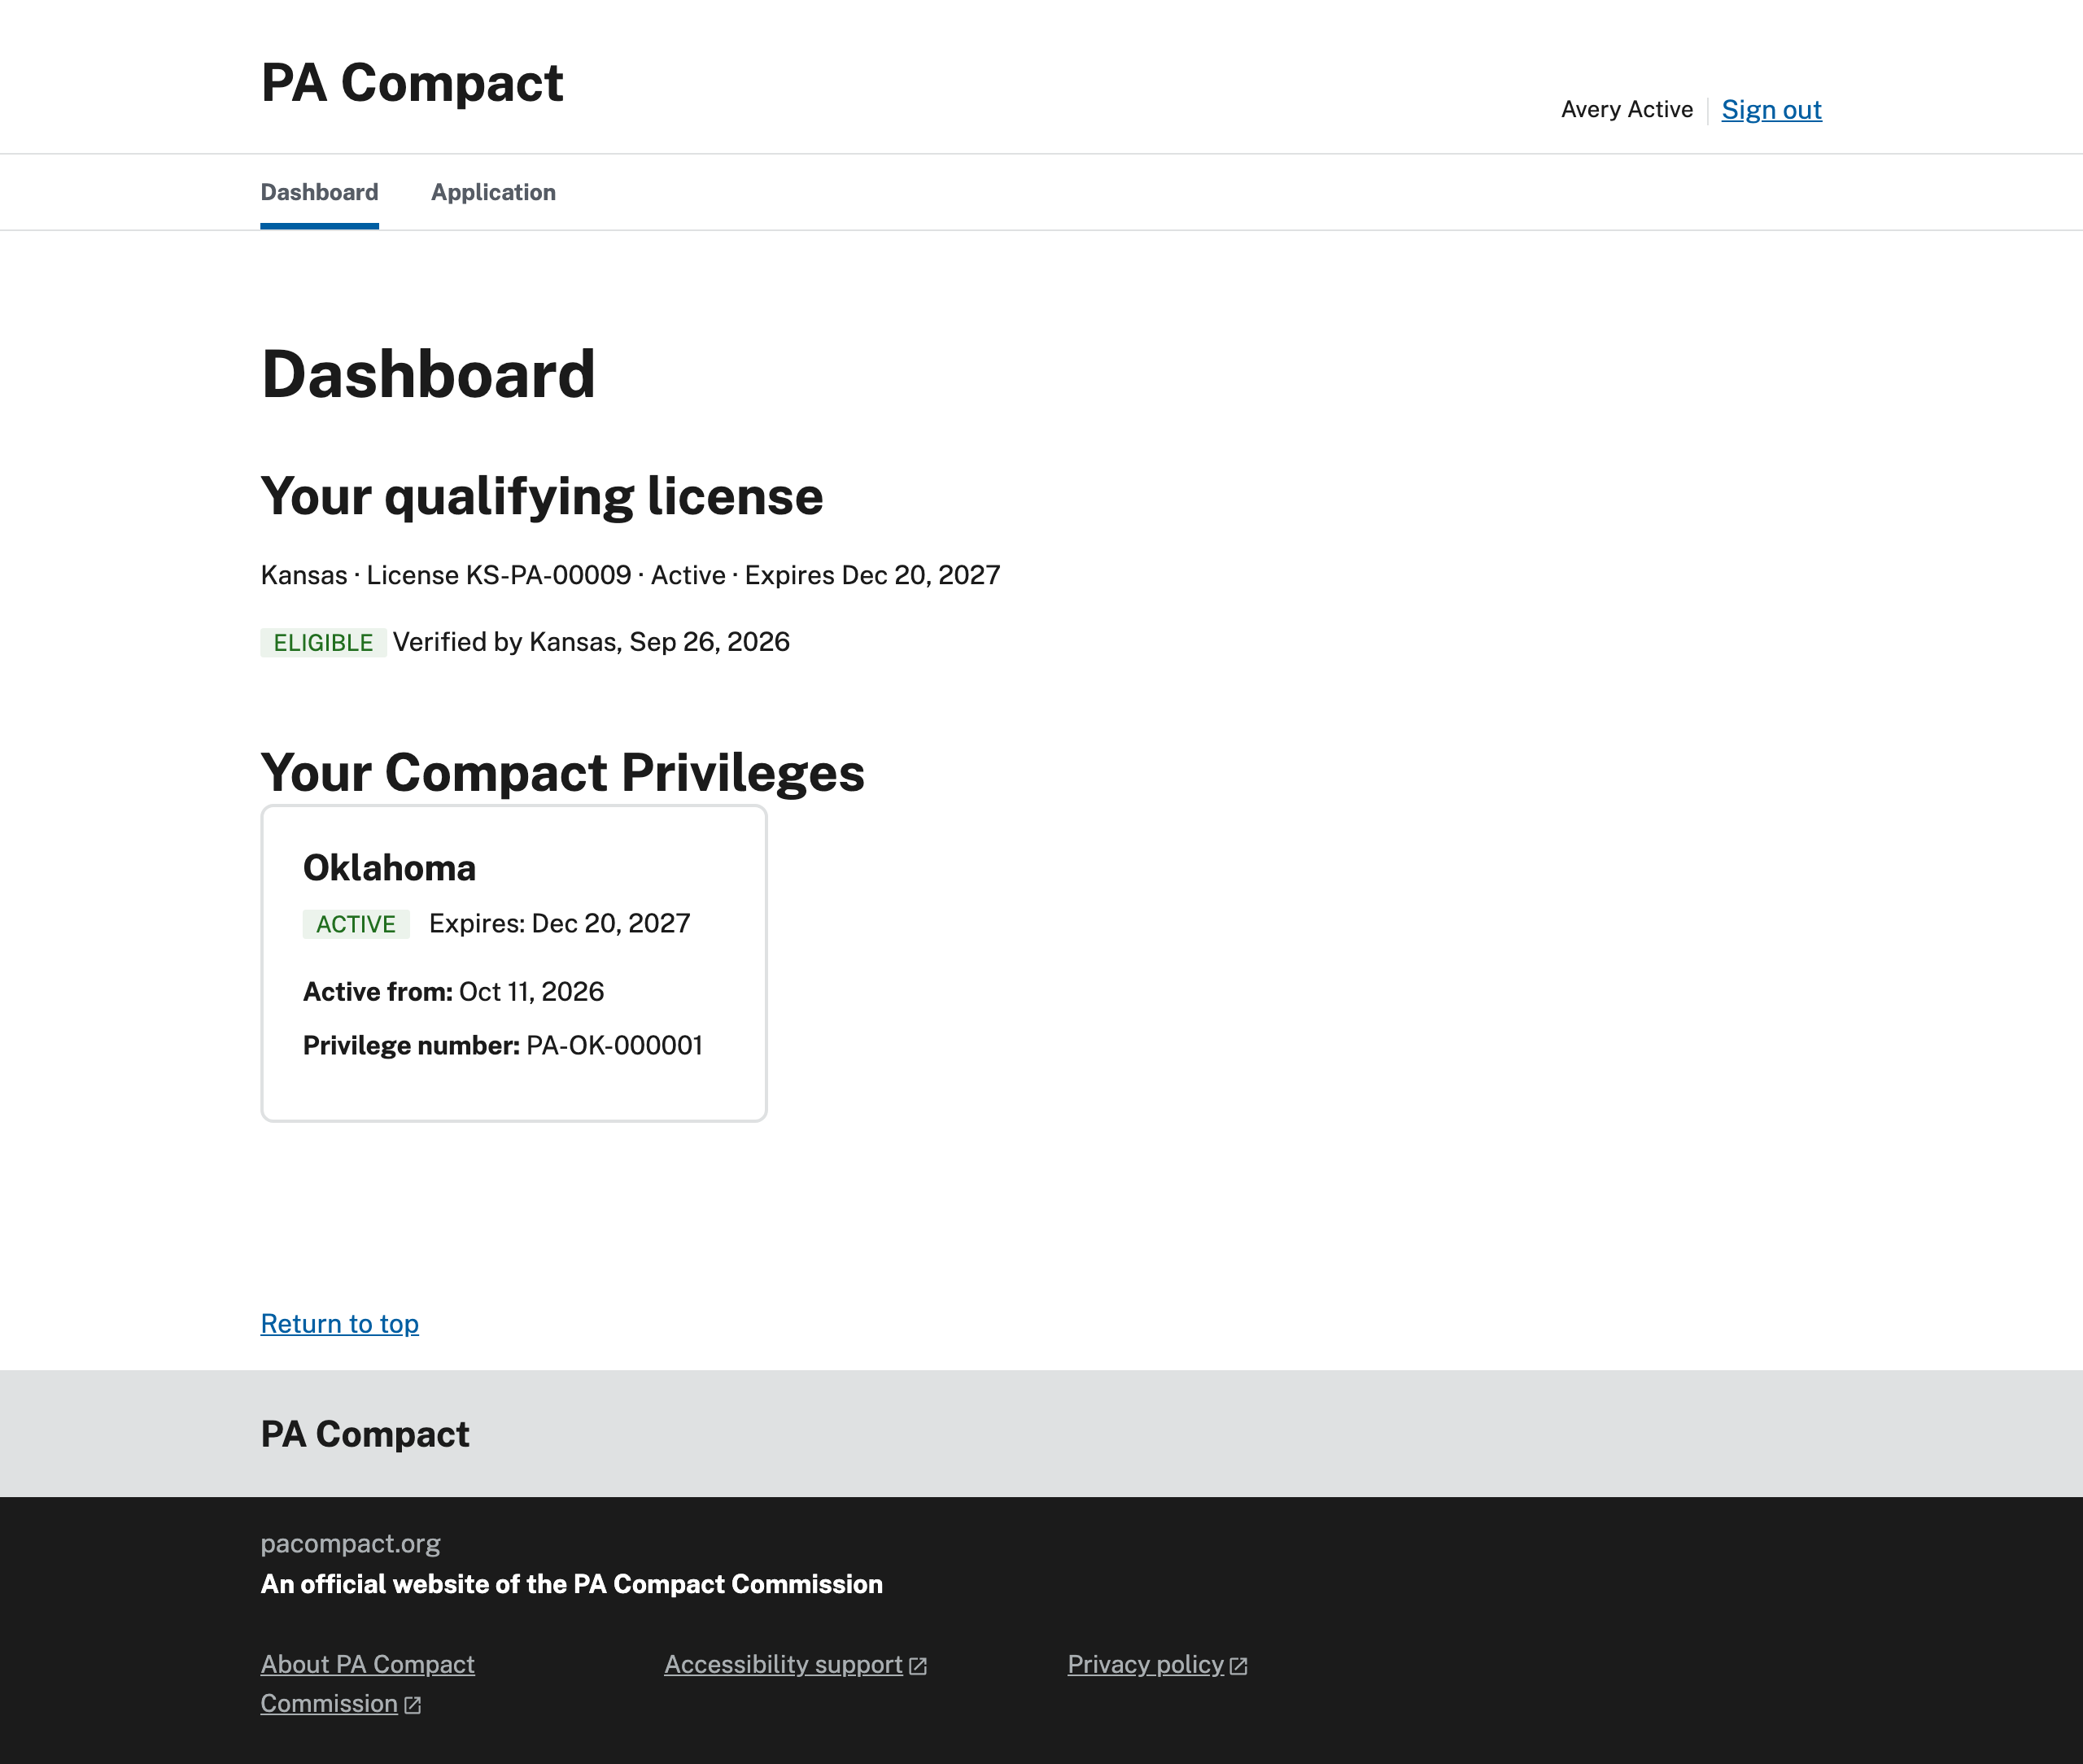 PA Compact
Avery Active
Sign out
Dashboard
Application
Dashboard
Your qualifying license
Kansas · License KS-PA-00009 · Active · Expires Dec 20, 2027
ELIGIBLE Verified by Kansas, Sep 26, 2026
Your Compact Privileges
Oklahoma
ACTIVE Expires: Dec 20, 2027
Active from: Oct 11, 2026
Privilege number: PA-OK-000001
Return to top
PA Compact
pacompact.org
An official website of the PA Compact Commission
About PA Compact
Commission
Accessibility support
Privacy policy